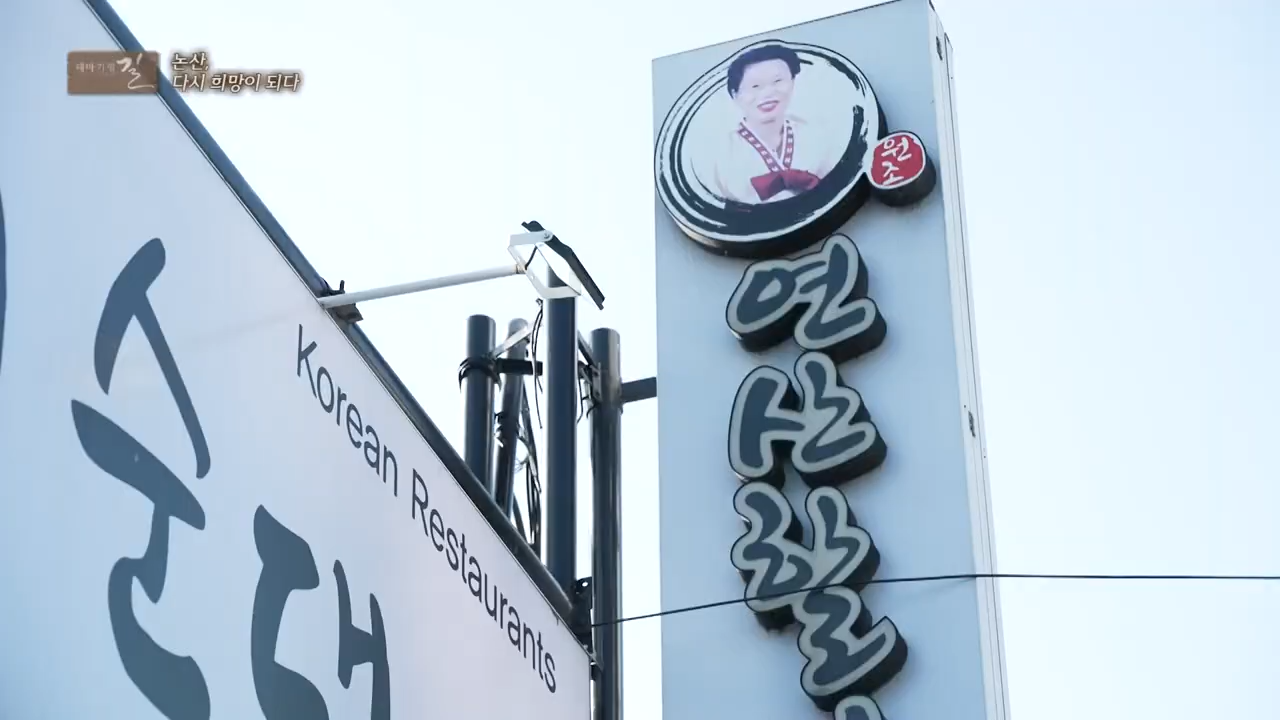 테마기행 길
논산,
다시 희망이 되다
원조
연산할
순대
Korean Restaurants